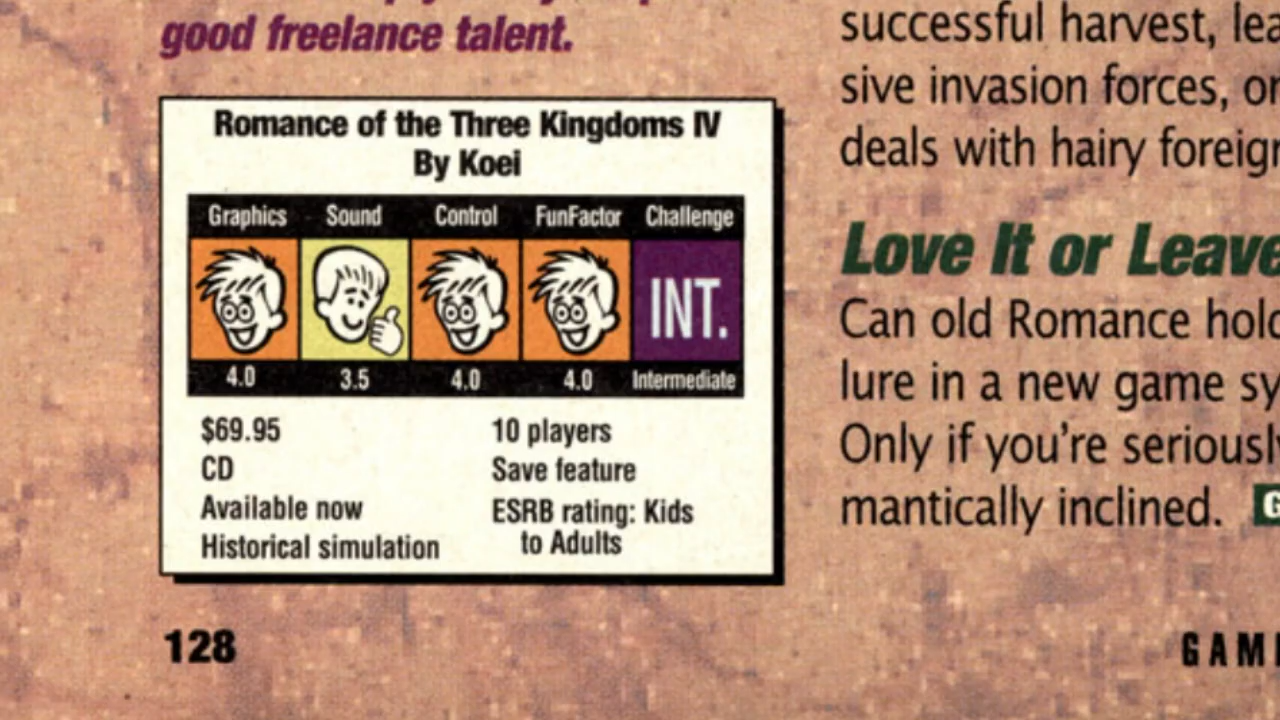 good freelance talent.
Romance of the Three Kingdoms IV
By Koei
Graphics Sound Control FunFactor Challenge
INT.
4.0 3.5 4.0 4.0 Intermediate
$69.95 10 players
CD Save feature
Available now ESRB rating: Kids
Historical simulation to Adults
128
successful harvest, lea
sive invasion forces, or
deals with hairy foreign
Love It or Leave
Can old Romance hold
lure in a new game sy
Only if you're seriously
mantically inclined. G
GAM